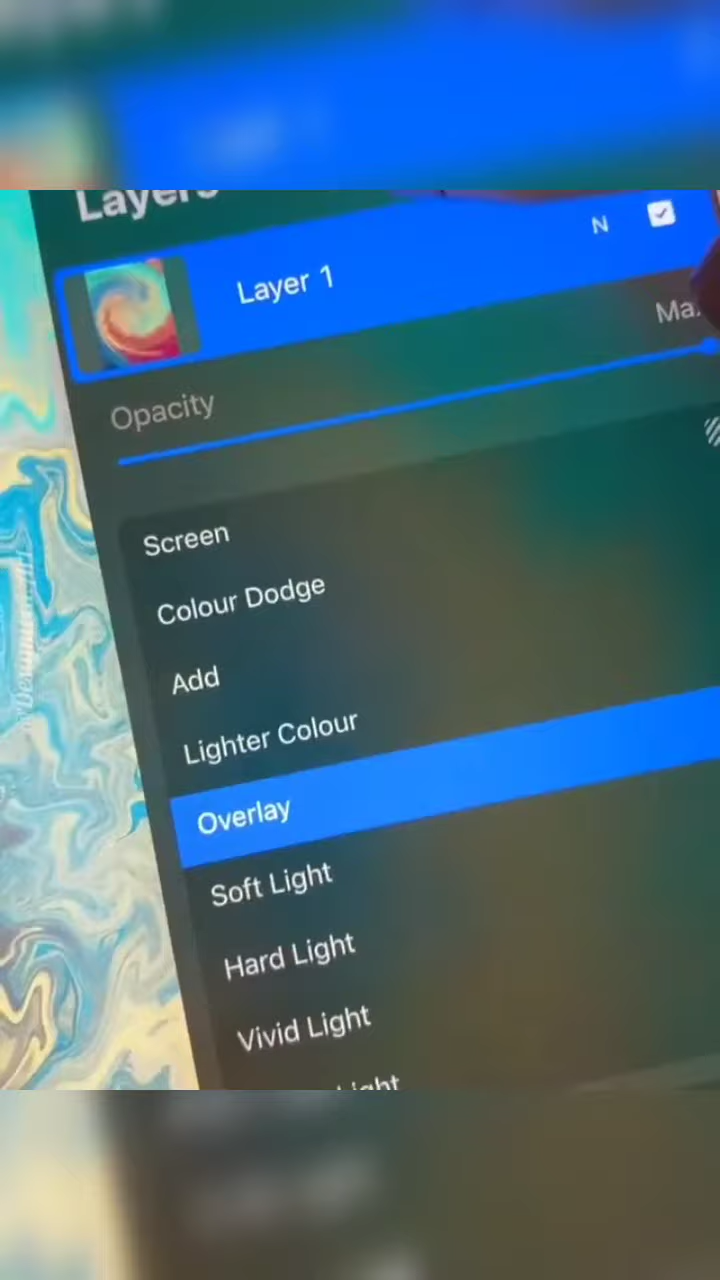 Layers
Layer 1
N
Opacity
Screen
Colour Dodge
Add
Lighter Colour
Overlay
Soft Light
Hard Light
Vivid Light